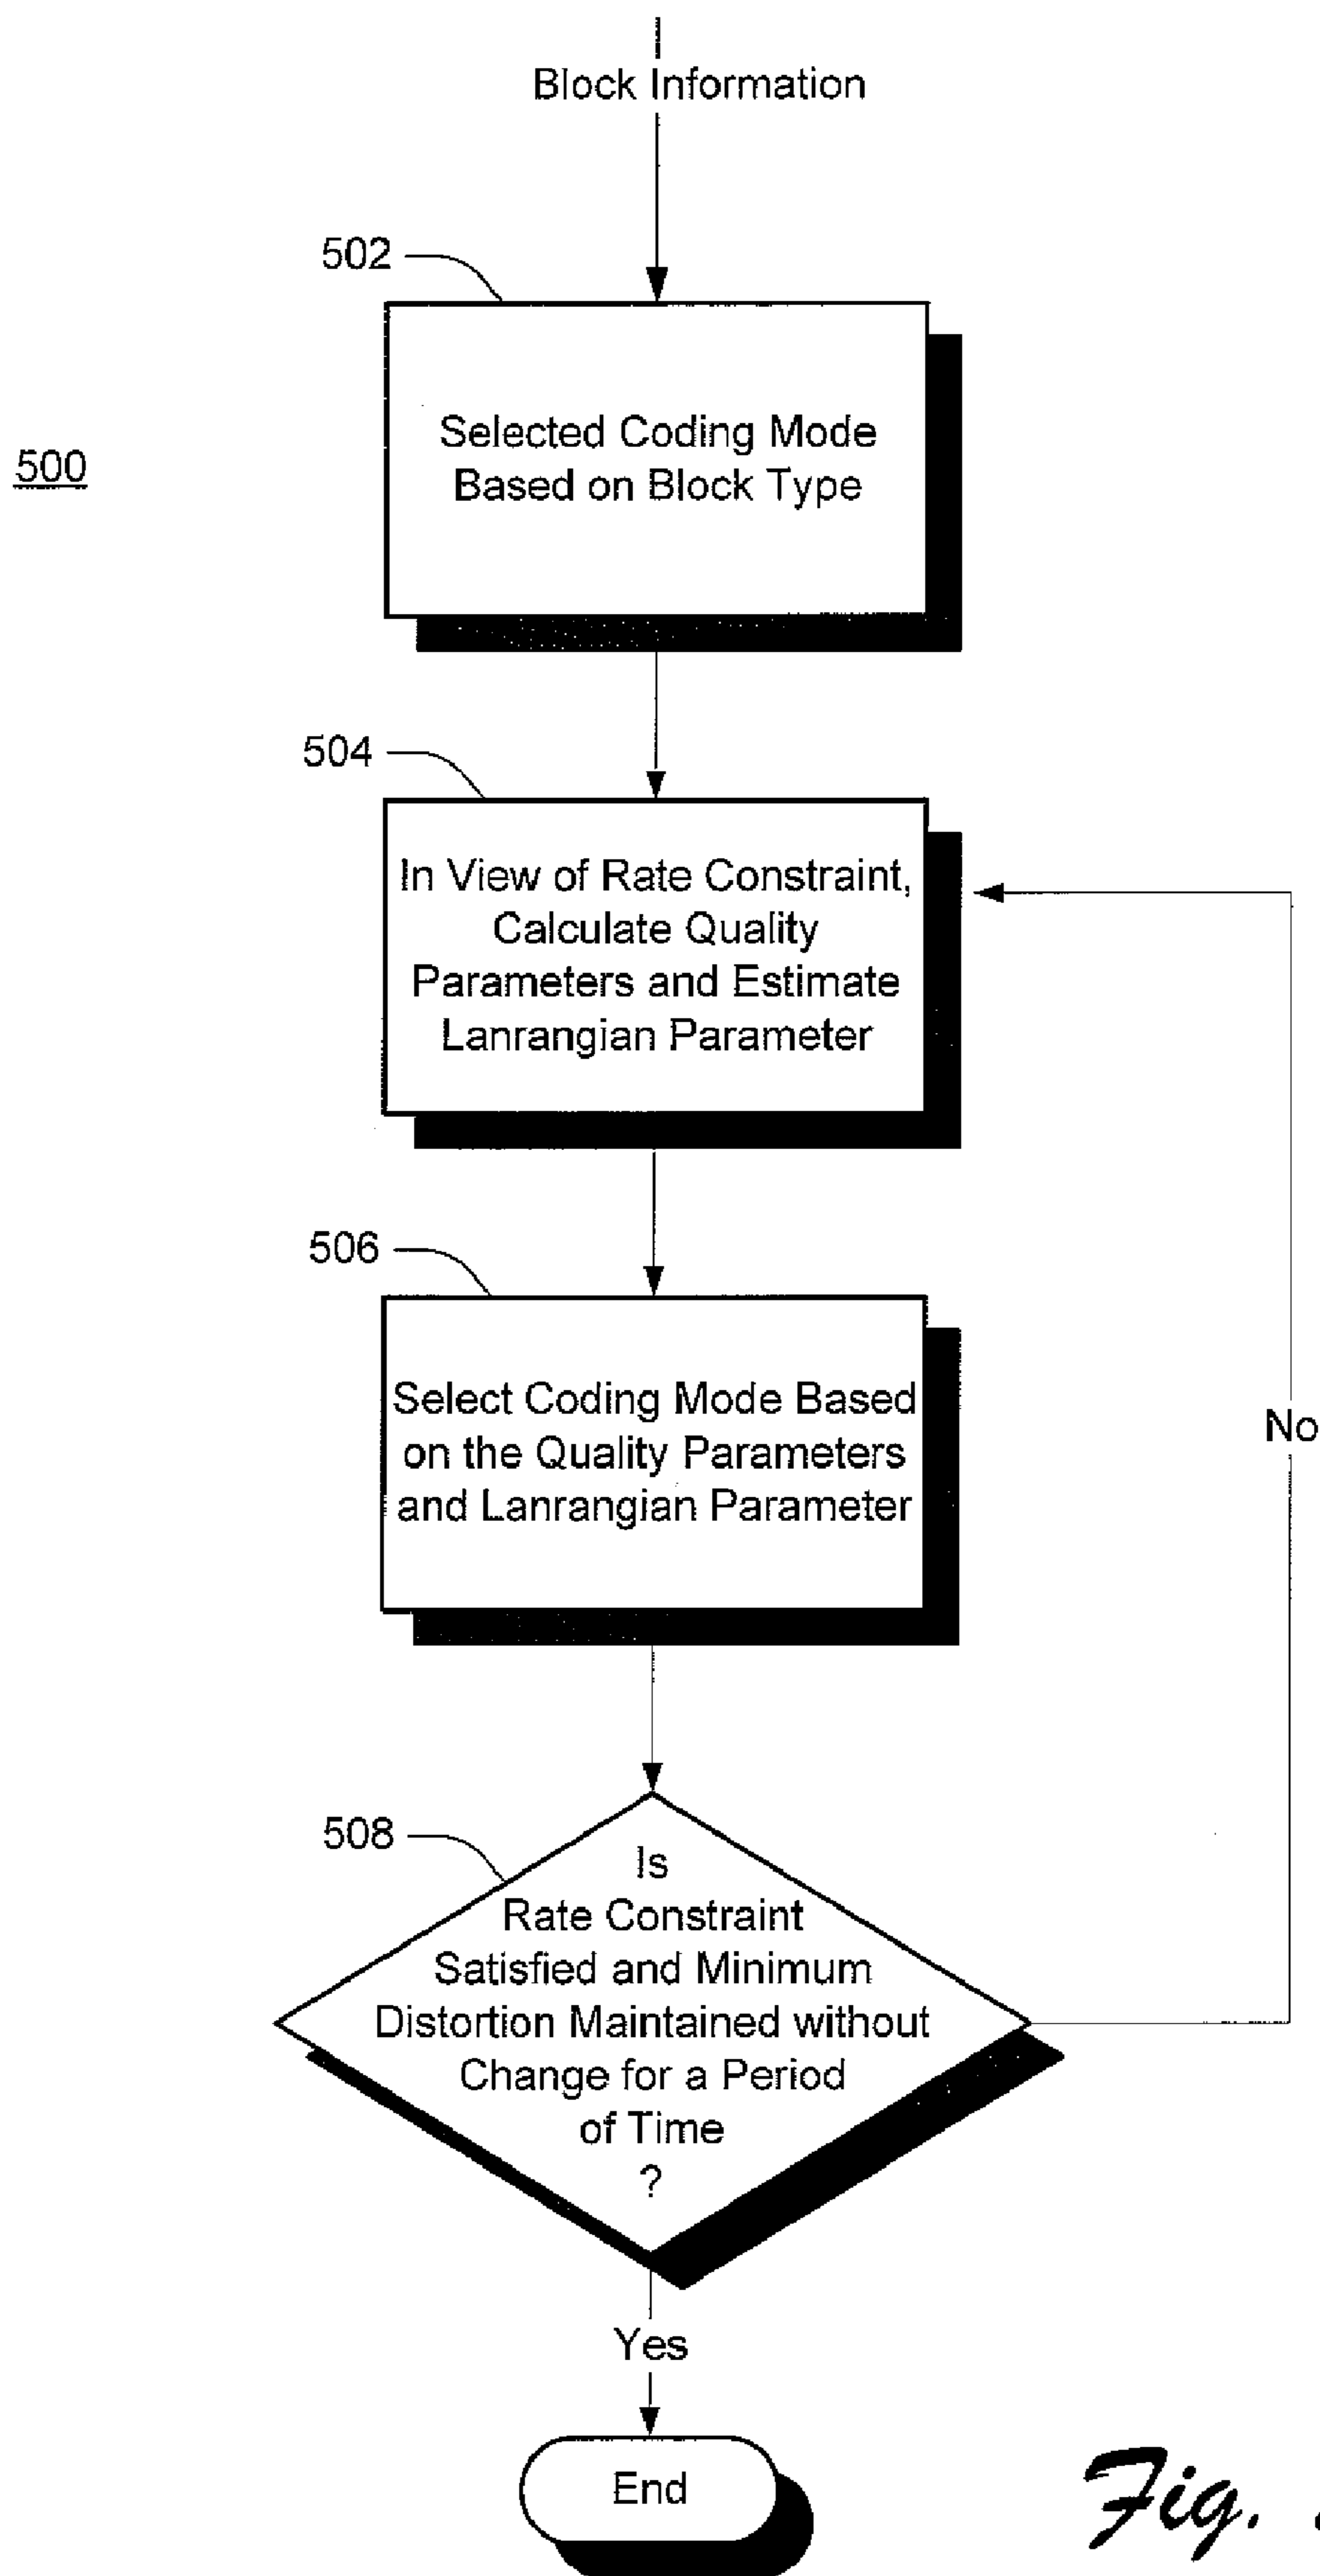 Block Information
502
Selected Coding Mode
Based on Block Type
500
504
In View of Rate Constraint,
Calculate Quality
Parameters and Estimate
Lanrangian Parameter
506
Select Coding Mode Based
on the Quality Parameters
and Lanrangian Parameter
No
508
Is
Rate Constraint
Satisfied and Minimum
Distortion Maintained without
Change for a Period
of Time
?
Yes
End
Fig.